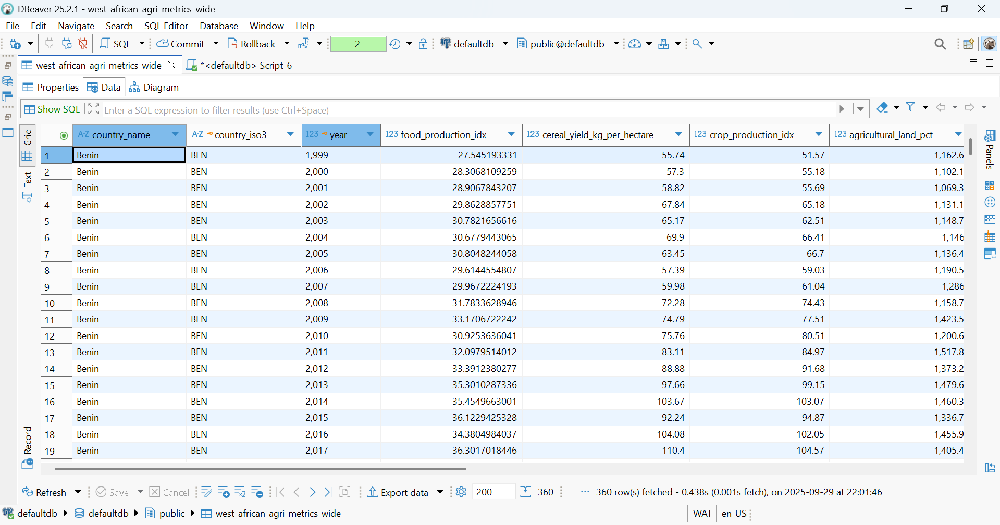 DBeaver 25.2.1 - west_african_agri_metrics_wide
File Edit Navigate Search SQL Editor Database Window Help
SQL Commit Rollback 2 defaultdb public@defaultdb
west_african_agri_metrics_wide *<defaultdb> Script-6
Properties Data Diagram
Show SQL Enter a SQL expression to filter results (use Ctrl+Space)
A-Z country_name A-Z country_iso3 123 year 123 food_production_idx 123 cereal_yield_kg_per_hectare 123 crop_production_idx 123 agricultural_land_pct
1 Benin BEN 1,999 27.545193331 55.74 51.57 1,162.6
2 Benin BEN 2,000 28.3068109259 57.3 55.18 1,102.1
3 Benin BEN 2,001 28.9067843207 58.82 55.69 1,069.3
4 Benin BEN 2,002 29.8628857751 67.84 65.18 1,131.1
5 Benin BEN 2,003 30.7821656616 65.17 62.51 1,148.7
6 Benin BEN 2,004 30.6779443065 69.9 66.41 1,146
7 Benin BEN 2,005 30.8048244058 63.45 66.7 1,136.4
8 Benin BEN 2,006 29.6144554807 57.39 59.03 1,190.5
9 Benin BEN 2,007 29.9672224193 59.98 61.04 1,286
10 Benin BEN 2,008 31.7833628946 72.28 74.43 1,158.7
11 Benin BEN 2,009 33.1706722242 74.79 77.51 1,423.5
12 Benin BEN 2,010 30.9253636041 75.76 80.51 1,200.6
13 Benin BEN 2,011 32.0979514012 83.11 84.97 1,517.8
14 Benin BEN 2,012 33.3912380277 88.88 91.68 1,373.2
15 Benin BEN 2,013 35.3010287336 97.66 99.15 1,479.6
16 Benin BEN 2,014 35.4549663001 103.67 103.07 1,460.3
17 Benin BEN 2,015 36.1229425328 92.24 94.87 1,336.7
18 Benin BEN 2,016 34.3804984037 104.08 102.05 1,455.9
19 Benin BEN 2,017 36.3017018446 110.4 104.57 1,405.4
Grid
Text
Record
Panels
Refresh Save Cancel Export data 200 360 360 row(s) fetched - 0.438s (0.001s fetch), on 2025-09-29 at 22:01:46
defaultdb defaultdb public west_african_agri_metrics_wide WAT en_US